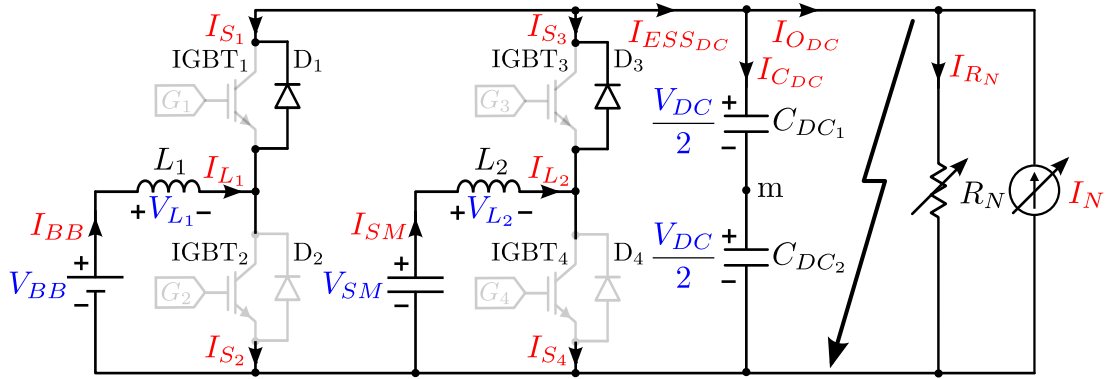 I_{S_1} I_{S_3} I_{ESS_{DC}} I_{O_{DC}}
IGBT_1 D_1 IGBT_3 D_3 I_{C_{DC}} I_{R_N}
G_1 G_3 V_{DC}/2 + − C_{DC_1}
L_1 I_{L_1} L_2 I_{L_2} m R_N I_N
+ V_{L_1} − + V_{L_2} −
I_{BB} IGBT_2 D_2 I_{SM} IGBT_4 D_4
V_{BB} + − G_2 V_{SM} + − G_4 V_{DC}/2 + − C_{DC_2}
I_{S_2} I_{S_4}